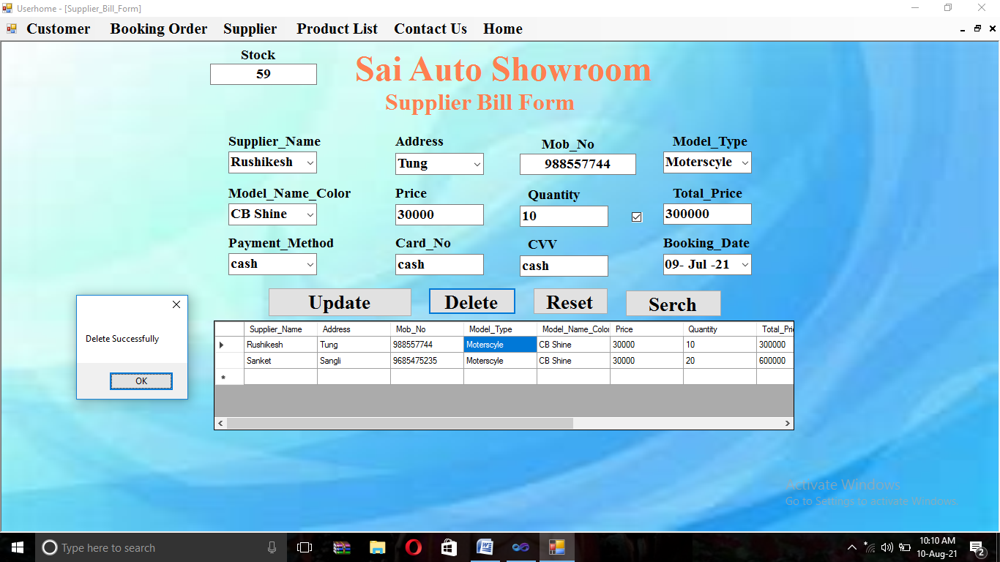 Userhome - [Supplier_Bill_Form]
Customer Booking Order Supplier Product List Contact Us Home
Stock
59
Sai Auto Showroom
Supplier Bill Form
Supplier_Name Address Mob_No Model_Type
Rushikesh Tung 988557744 Moterscyle
Model_Name_Color Price Quantity Total_Price
CB Shine 30000 10 300000
Payment_Method Card_No CVV Booking_Date
cash cash cash 09- Jul -21
Update Delete Reset Serch
Delete Successfully
OK
Supplier_Name Address Mob_No Model_Type Model_Name_Color Price Quantity Total_Pri
Rushikesh Tung 988557744 Moterscyle CB Shine 30000 10 300000
Sanket Sangli 9685475235 Moterscyle CB Shine 30000 20 600000
Activate Windows
Go to Settings to activate Windows.
Type here to search
10:10 AM
10-Aug-21
2